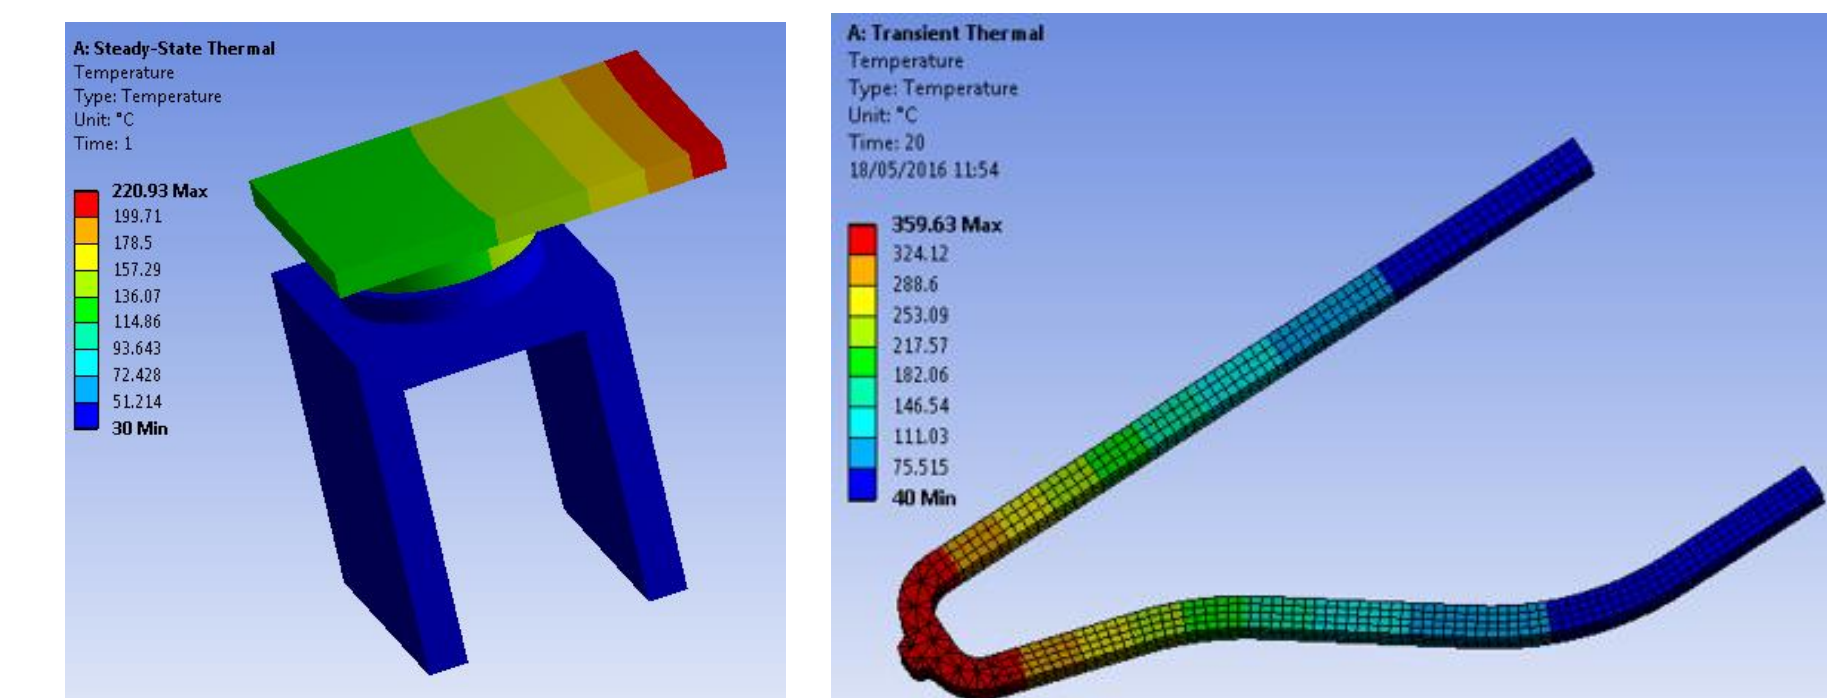 A: Steady-State Thermal
Temperature
Type: Temperature
Unit: °C
Time: 1
220.93 Max
199.71
178.5
157.29
136.07
114.86
93.643
72.428
51.214
30 Min
A: Transient Thermal
Temperature
Type: Temperature
Unit: °C
Time: 20
18/05/2016 11:54
359.63 Max
324.12
288.6
253.09
217.57
182.06
146.54
111.03
75.515
40 Min